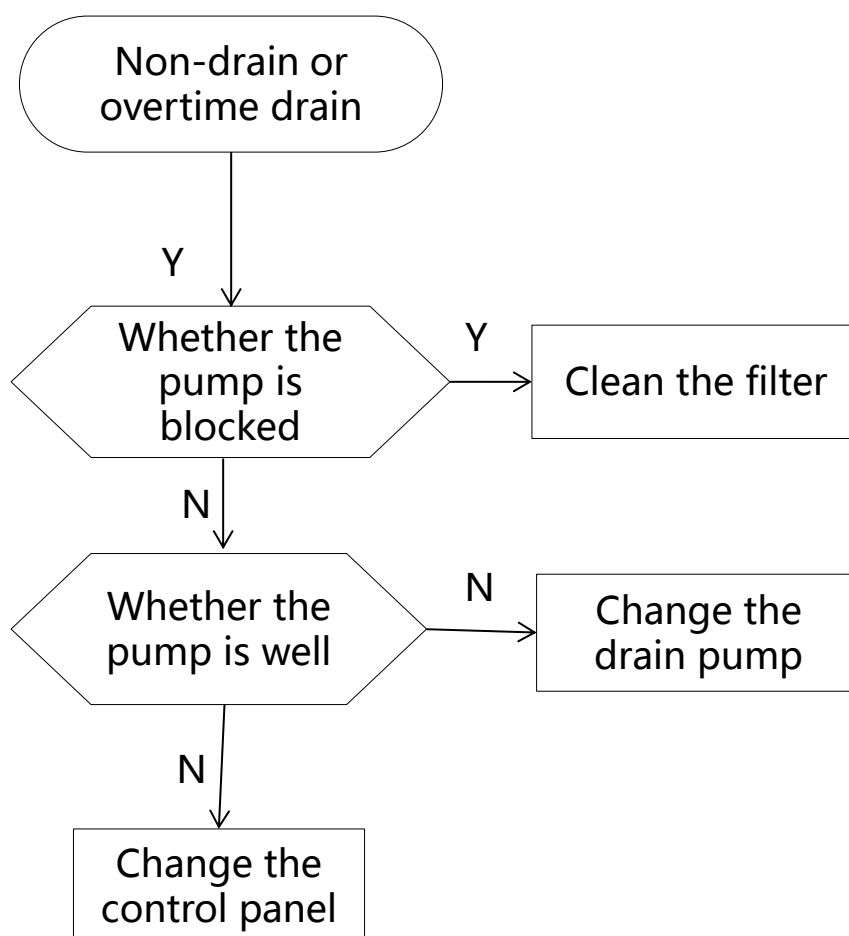 Non-drain or
overtime drain
Y
Whether the
pump is
blocked
Y
Clean the filter
N
Whether the
pump is well
N
Change the
drain pump
N
Change the
control panel